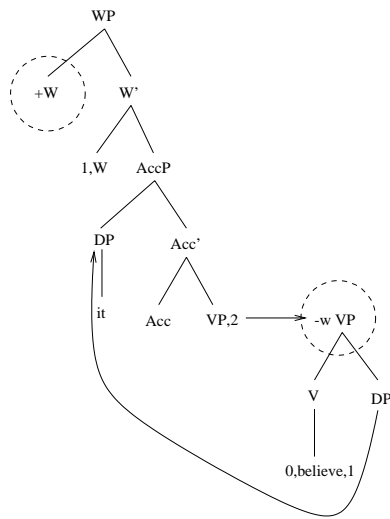 WP
+W W'
1,W AccP
DP Acc'
it Acc VP,2 -w VP
V DP
0,believe,1